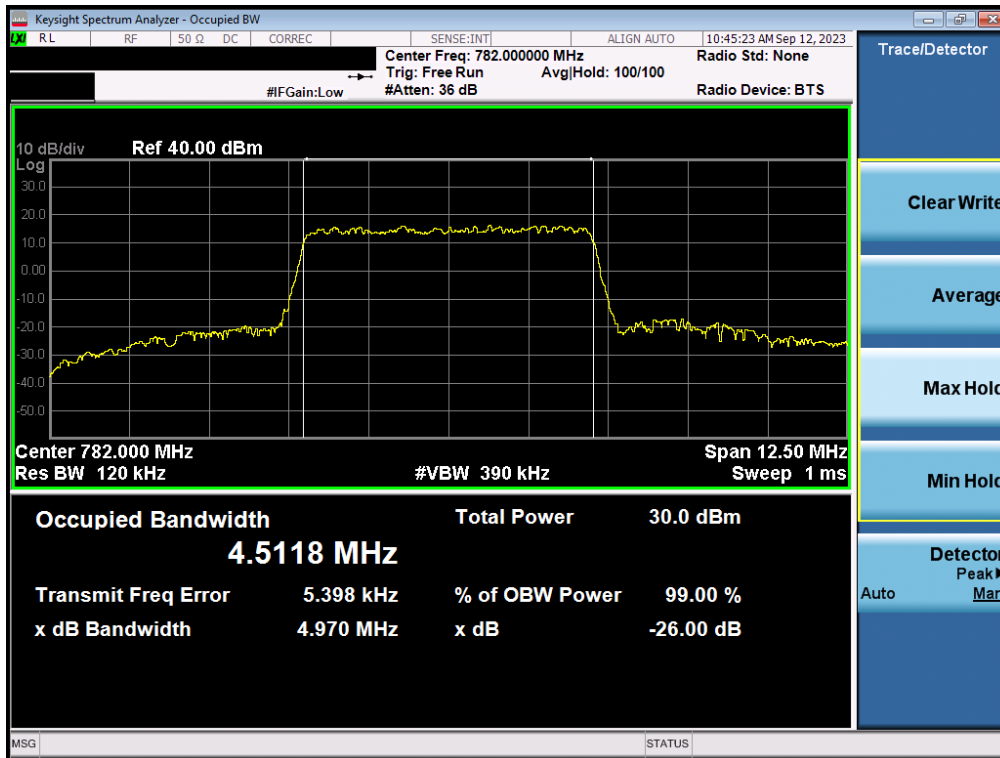 Keysight Spectrum Analyzer - Occupied BW
LXI RL RF 50 Ω DC CORREC SENSE:INT ALIGN AUTO 10:45:23 AM Sep 12, 2023
Center Freq: 782.000000 MHz Radio Std: None
Trig: Free Run Avg|Hold: 100/100
#IFGain:Low #Atten: 36 dB Radio Device: BTS
10 dB/div Ref 40.00 dBm
Log
30.0
20.0
10.0
0.00
-10.0
-20.0
-30.0
-40.0
-50.0
Center 782.000 MHz Span 12.50 MHz
Res BW 120 kHz #VBW 390 kHz Sweep 1 ms
Occupied Bandwidth Total Power 30.0 dBm
4.5118 MHz
Transmit Freq Error 5.398 kHz % of OBW Power 99.00 %
x dB Bandwidth 4.970 MHz x dB -26.00 dB
MSG STATUS
Trace/Detector
Clear Write
Average
Max Hold
Min Hold
Detector
Peak
Auto Man